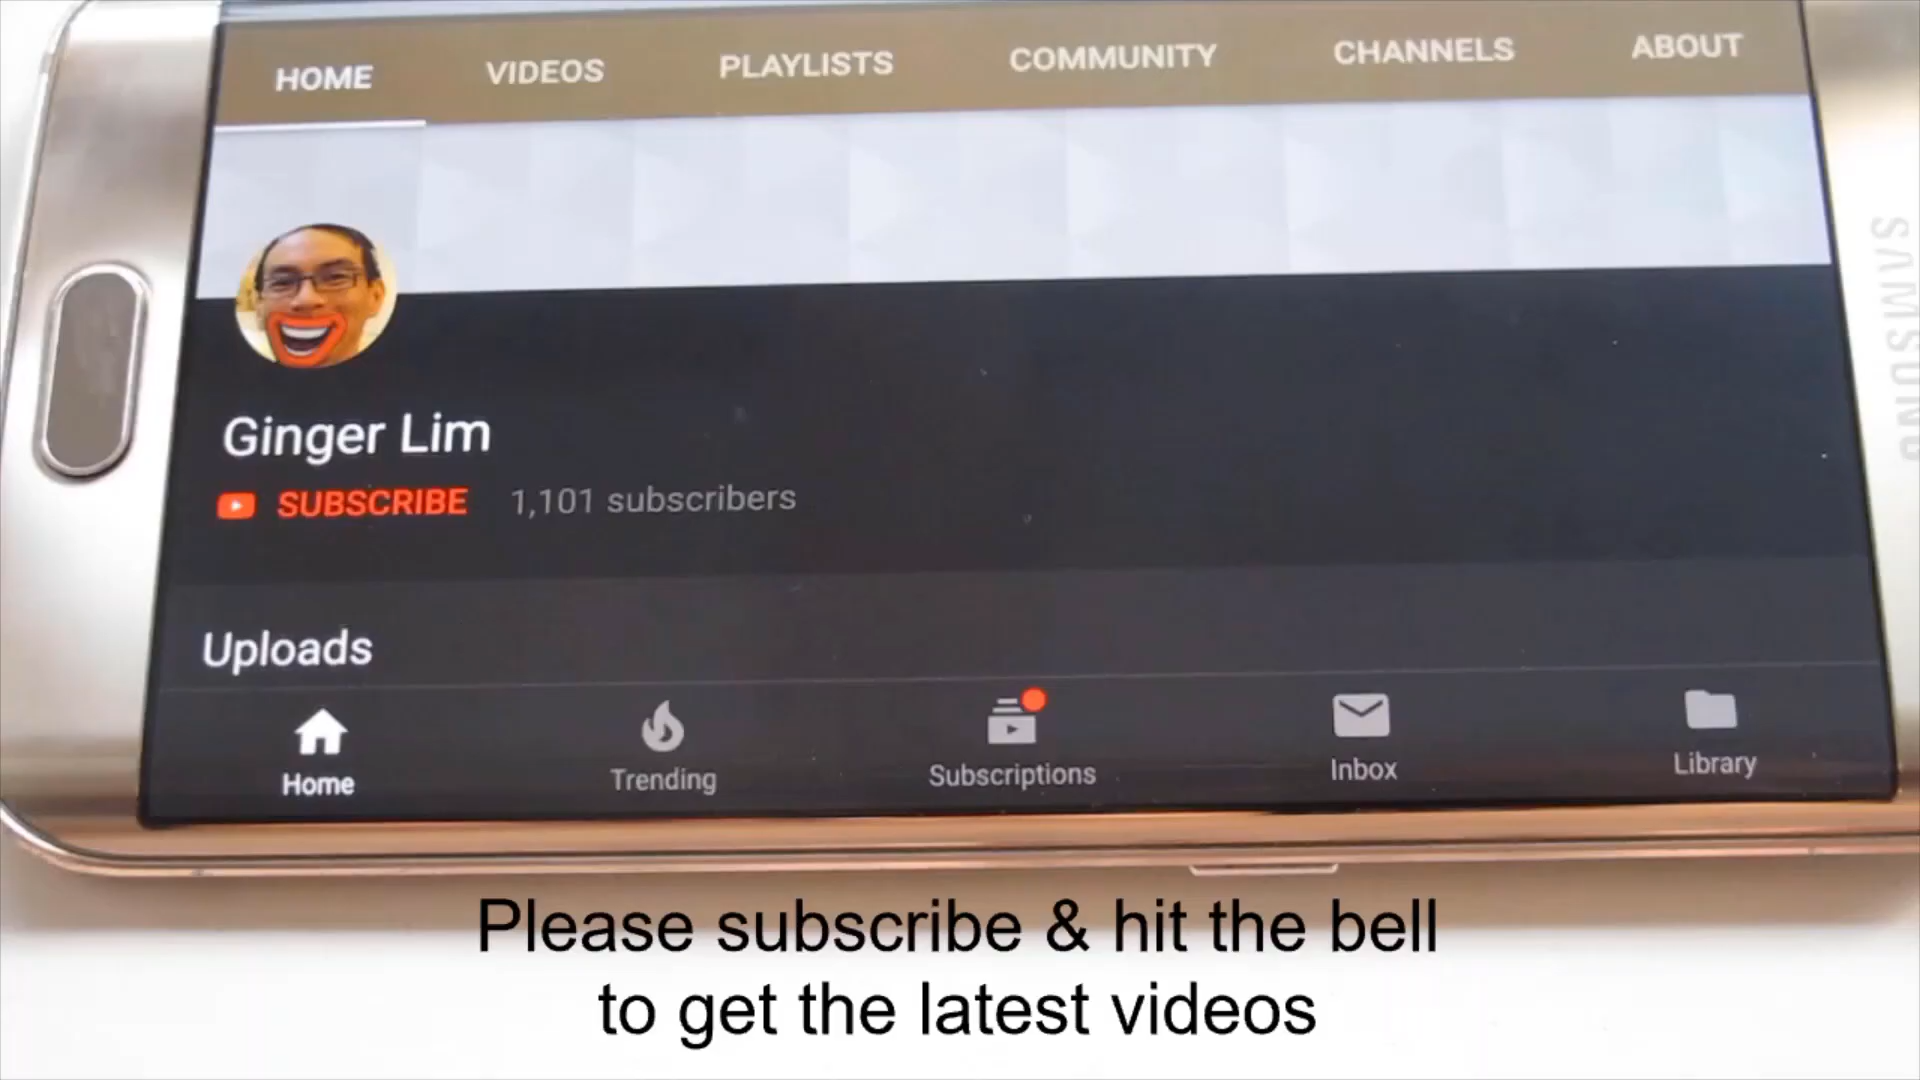 HOME VIDEOS PLAYLISTS COMMUNITY CHANNELS ABOUT
Ginger Lim
SUBSCRIBE 1,101 subscribers
Uploads
Home Trending Subscriptions Inbox Library
SAMSUNG
Please subscribe & hit the bell
to get the latest videos